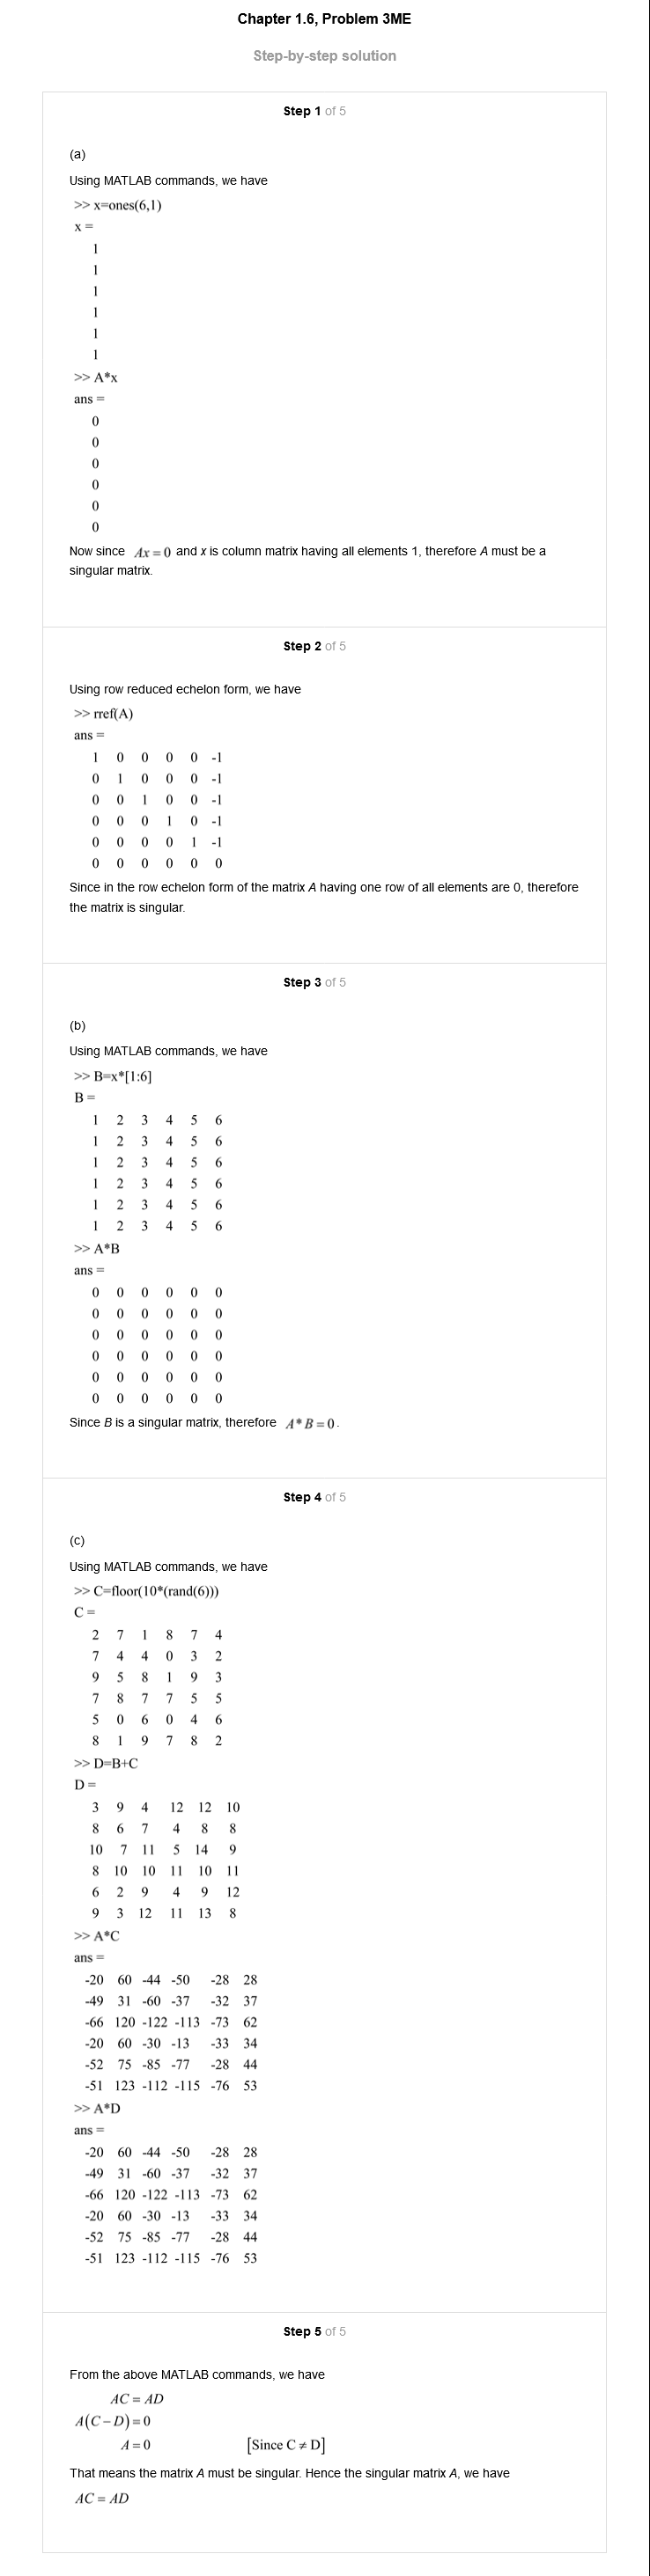 Chapter 1.6, Problem 3ME
Step-by-step solution
Step 1 of 5
(a)
Using MATLAB commands, we have
>> x=ones(6,1)
x =
1
1
1
1
1
1
>> A*x
ans =
0
0
0
0
0
0
Now since Ax = 0 and x is column matrix having all elements 1, therefore A must be a
singular matrix.
Step 2 of 5
Using row reduced echelon form, we have
>> rref(A)
ans =
1 0 0 0 0 -1
0 1 0 0 0 -1
0 0 1 0 0 -1
0 0 0 1 0 -1
0 0 0 0 1 -1
0 0 0 0 0 0
Since in the row echelon form of the matrix A having one row of all elements are 0, therefore
the matrix is singular.
Step 3 of 5
(b)
Using MATLAB commands, we have
>> B=x*[1:6]
B =
1 2 3 4 5 6
1 2 3 4 5 6
1 2 3 4 5 6
1 2 3 4 5 6
1 2 3 4 5 6
1 2 3 4 5 6
>> A*B
ans =
0 0 0 0 0 0
0 0 0 0 0 0
0 0 0 0 0 0
0 0 0 0 0 0
0 0 0 0 0 0
0 0 0 0 0 0
Since B is a singular matrix, therefore A * B = 0 .
Step 4 of 5
(c)
Using MATLAB commands, we have
>> C=floor(10*(rand(6)))
C =
2 7 1 8 7 4
7 4 4 0 3 2
9 5 8 1 9 3
7 8 7 7 5 5
5 0 6 0 4 6
8 1 9 7 8 2
>> D=B+C
D =
3 9 4 12 12 10
8 6 7 4 8 8
10 7 11 5 14 9
8 10 10 11 10 11
6 2 9 4 9 12
9 3 12 11 13 8
>> A*C
ans =
-20 60 -44 -50 -28 28
-49 31 -60 -37 -32 37
-66 120 -122 -113 -73 62
-20 60 -30 -13 -33 34
-52 75 -85 -77 -28 44
-51 123 -112 -115 -76 53
>> A*D
ans =
-20 60 -44 -50 -28 28
-49 31 -60 -37 -32 37
-66 120 -122 -113 -73 62
-20 60 -30 -13 -33 34
-52 75 -85 -77 -28 44
-51 123 -112 -115 -76 53
Step 5 of 5
From the above MATLAB commands, we have
AC = AD
A(C − D) = 0
A = 0 [Since C ≠ D]
That means the matrix A must be singular. Hence the singular matrix A, we have
AC = AD